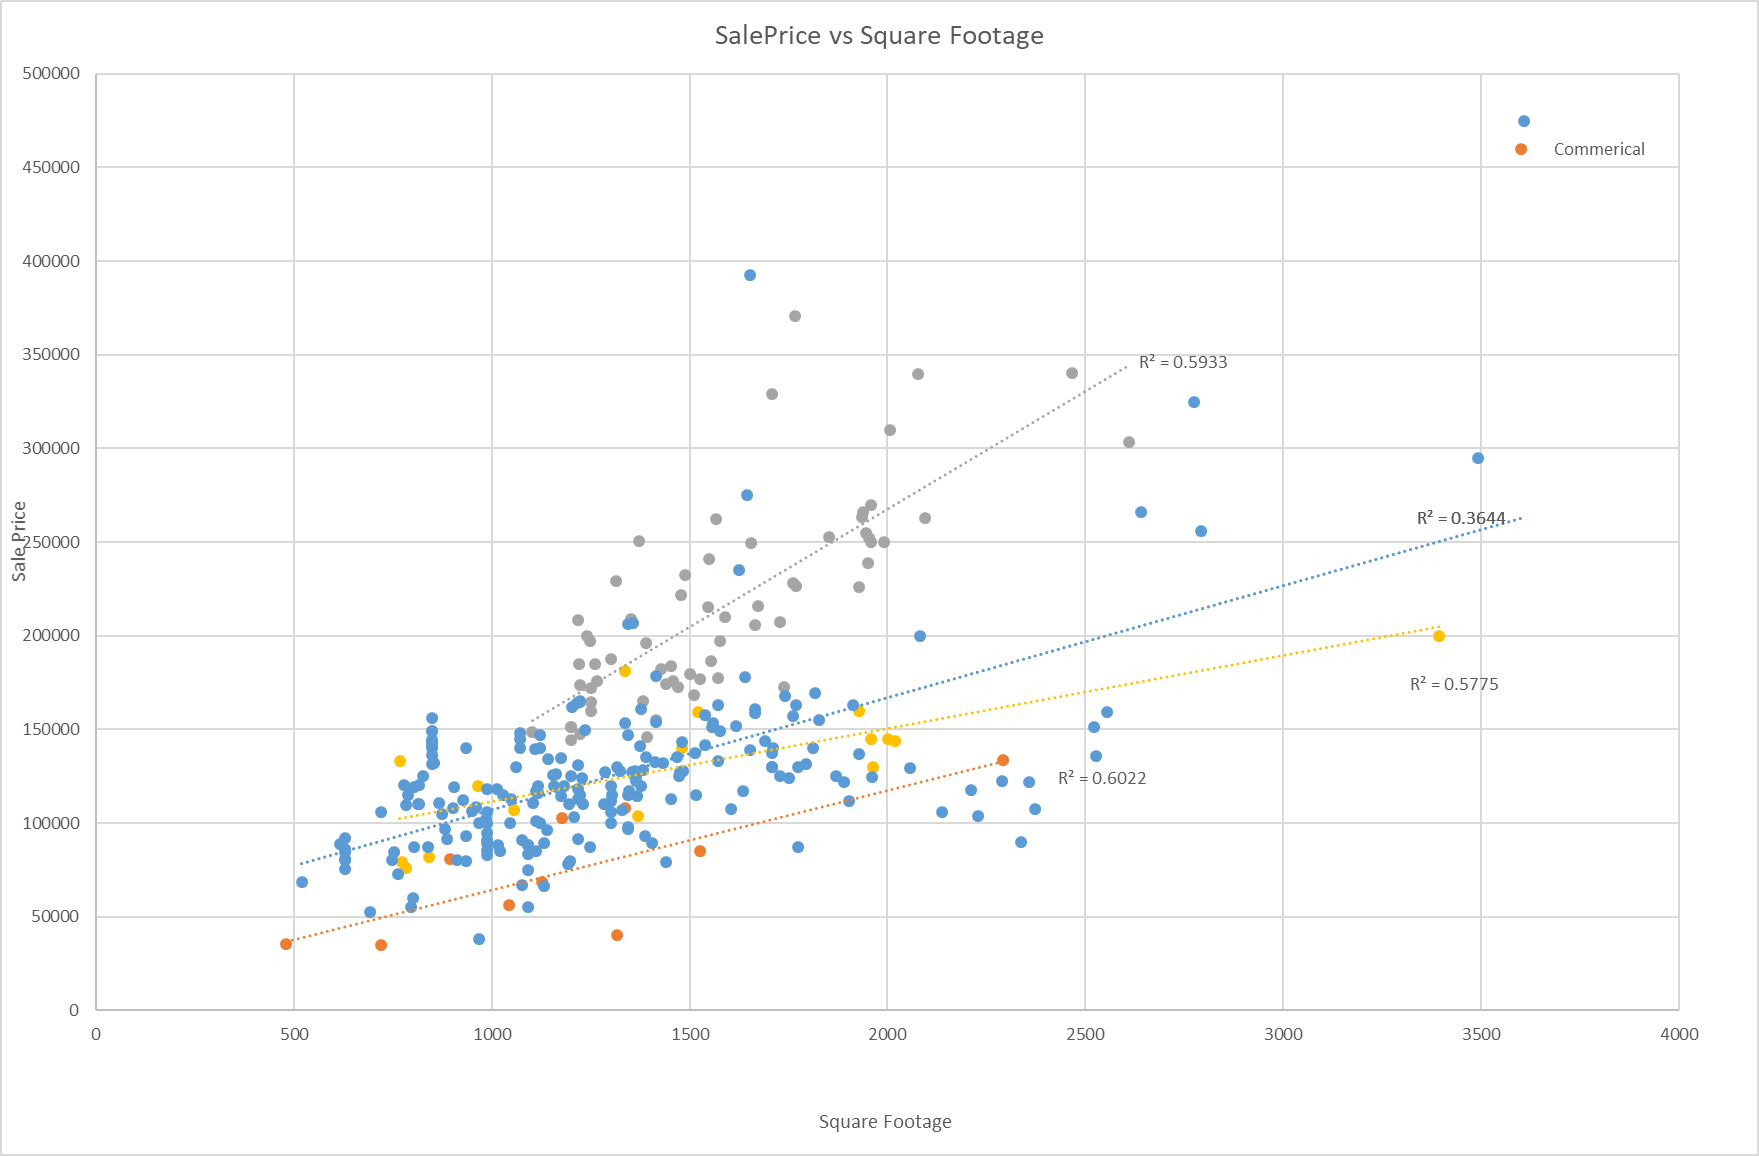 SalePrice vs Square Footage
500000
450000
Commerical
400000
350000
R² = 0.5933
300000
R² = 0.3644
250000
Sale Price
200000
R² = 0.5775
150000
R² = 0.6022
100000
50000
0
0 500 1000 1500 2000 2500 3000 3500 4000
Square Footage